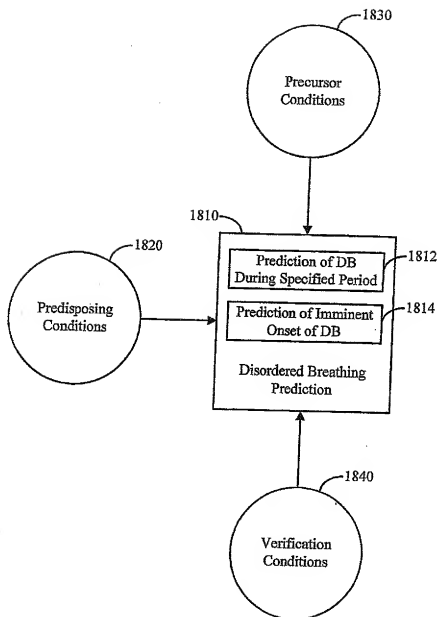 1830
Precursor
Conditions
1810
1820
Prediction of DB
During Specified Period
1812
Predisposing
Conditions
Prediction of Imminent
Onset of DB
1814
Disordered Breathing
Prediction
1840
Verification
Conditions